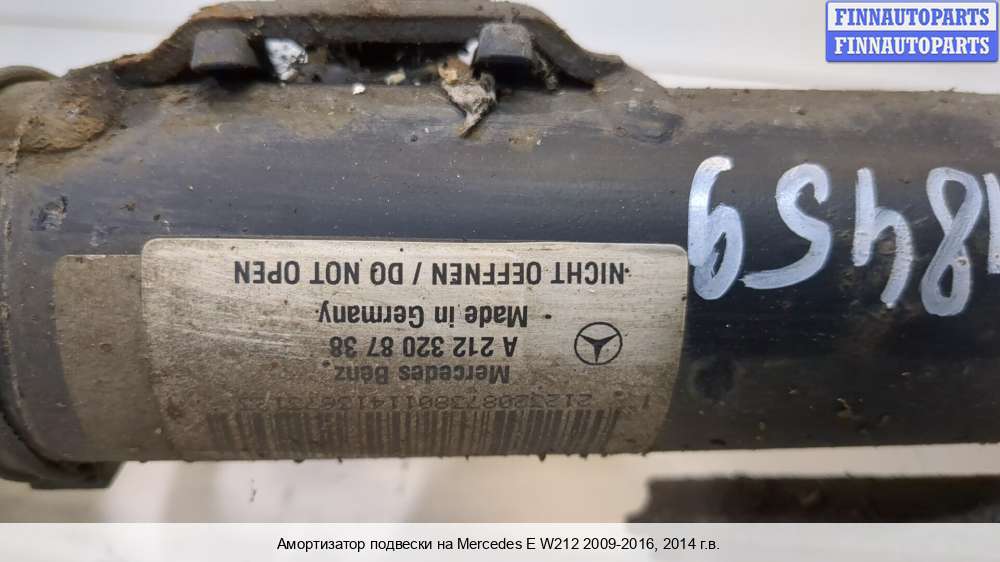 FINNAUTOPARTS
FINNAUTOPARTS
NICHT OEFFNEN / DO NOT OPEN
Made in Germany
A 212 320 87 38
Mercedes Benz
Амортизатор подвески на Mercedes E W212 2009-2016, 2014 г.в.